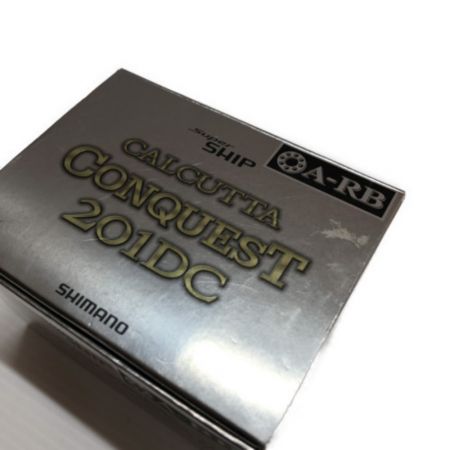 Super
SHIP
A-RB
CALCUTTA
CONQUEST
201DC
SHIMANO